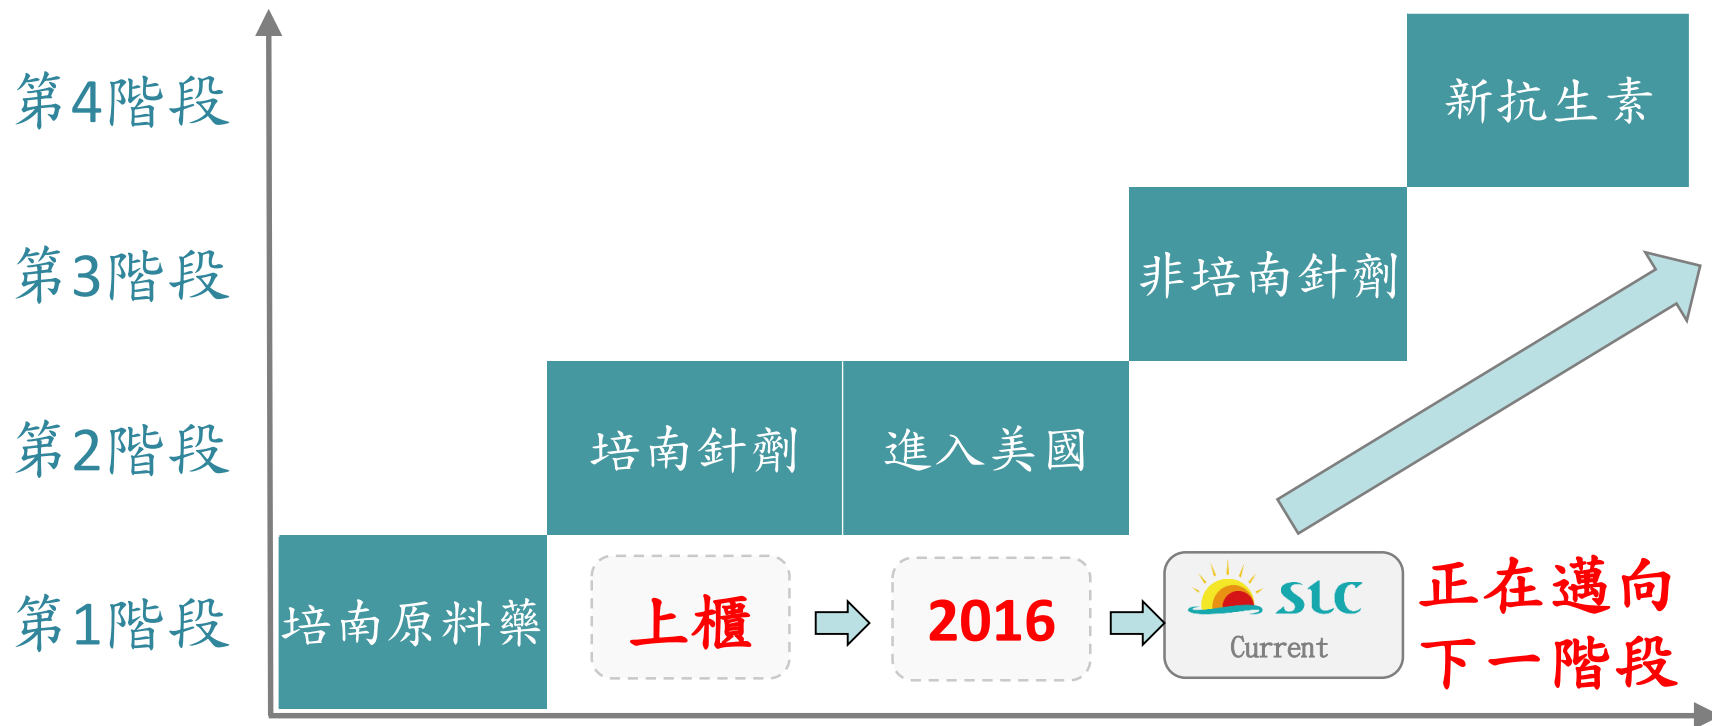 第4階段
新抗生素
第3階段
非培南針劑
第2階段
培南針劑
進入美國
第1階段
培南原料藥
上櫃
2016
SLC
Current
正在邁向
下一階段